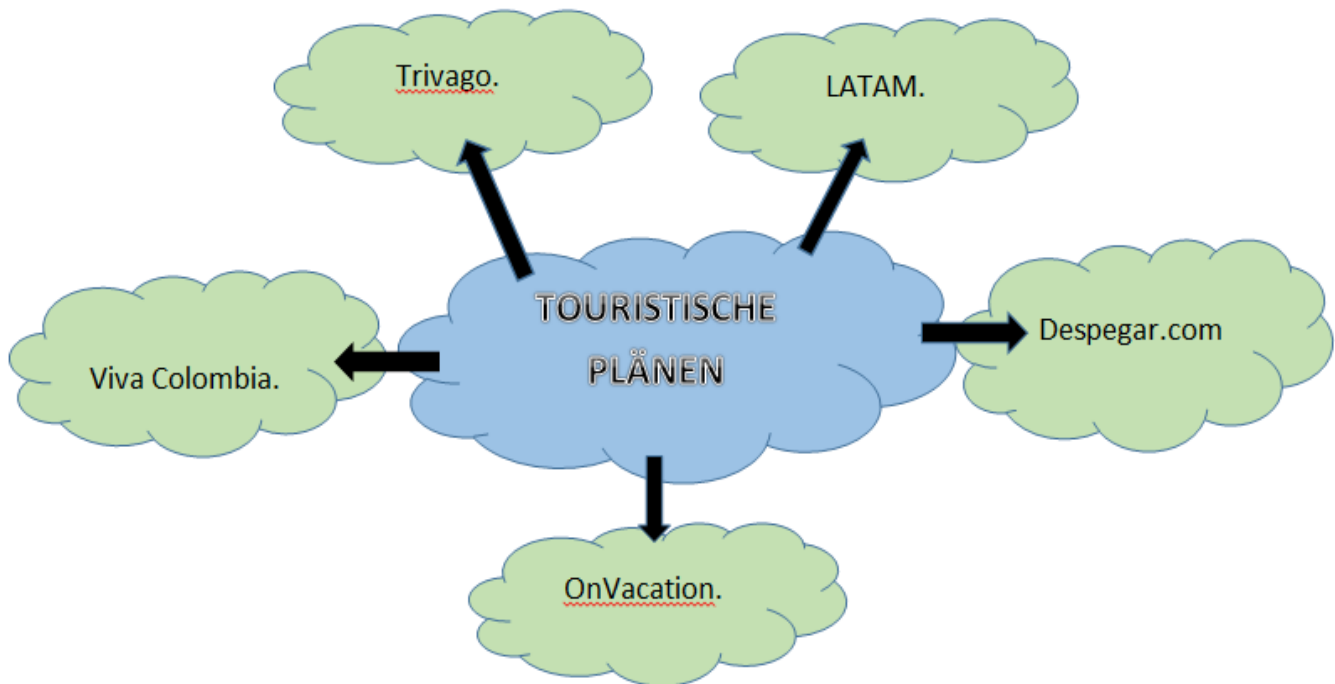 Trivago.
LATAM.
TOURISTISCHE
PLÄNEN
Despegar.com
Viva Colombia.
OnVacation.